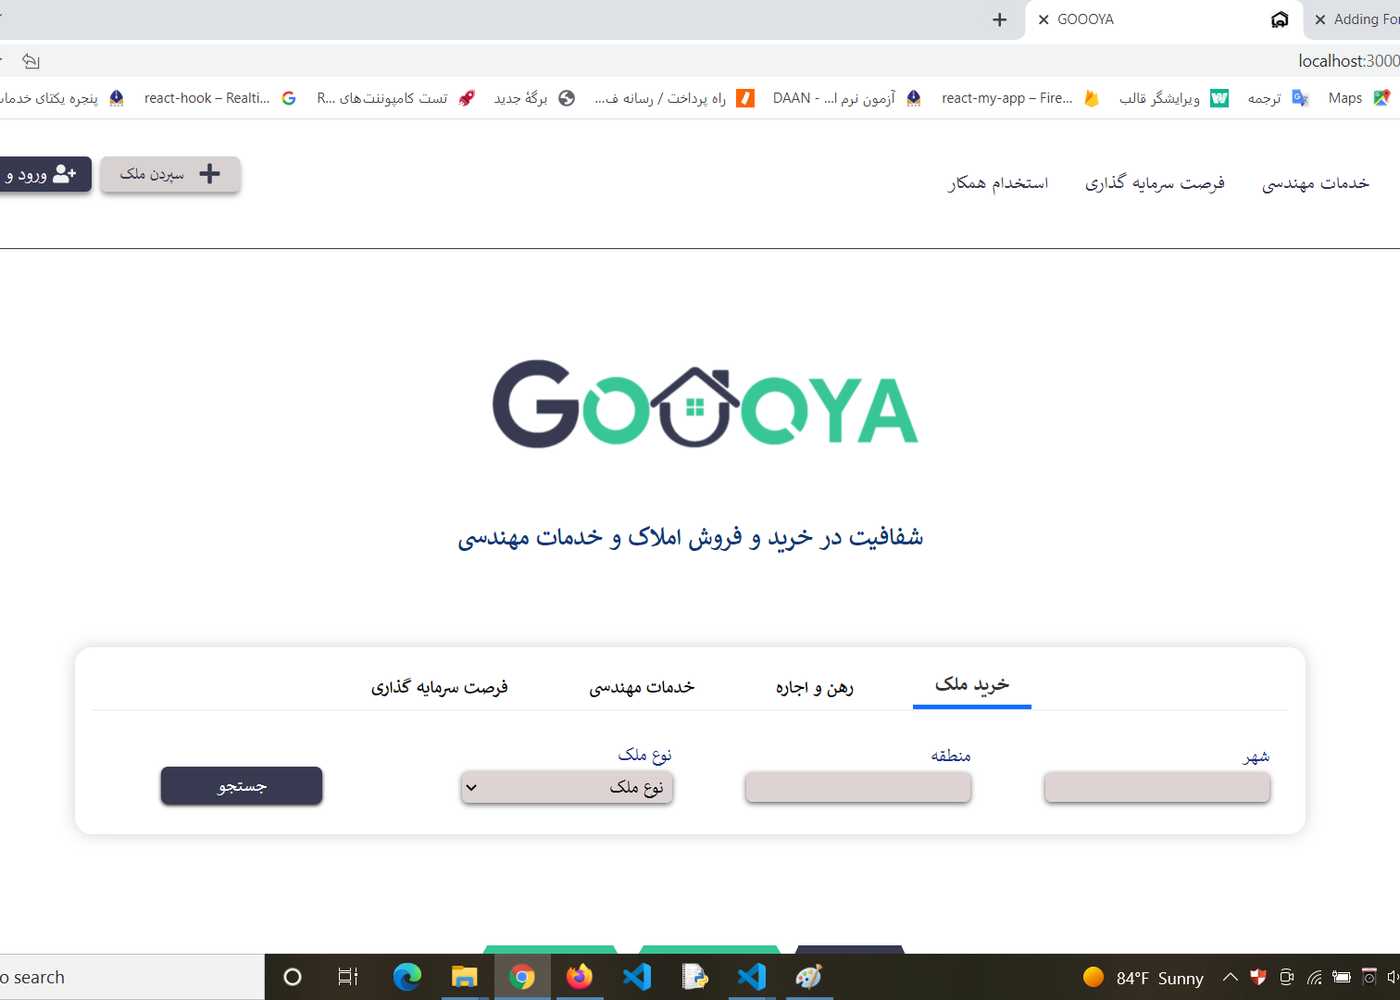 GOOOYA
Adding For
localhost:3000
Maps
ترجمه
ویرایشگر قالب
react-my-app – Fire...
DAAN - ...آزمون نرم ا
راه پرداخت / رسانه ف...
برگهٔ جدید
R... تست کامپوننت‌های
react-hook – Realti...
پنجره یکتای خدمات
خدمات مهندسی
فرصت سرمایه گذاری
استخدام همکار
سپردن ملک
ورود و
GOOOYA
شفافیت در خرید و فروش املاک و خدمات مهندسی
خرید ملک
رهن و اجاره
خدمات مهندسی
فرصت سرمایه گذاری
شهر
منطقه
نوع ملک
نوع ملک
جستجو
o search
84°F Sunny